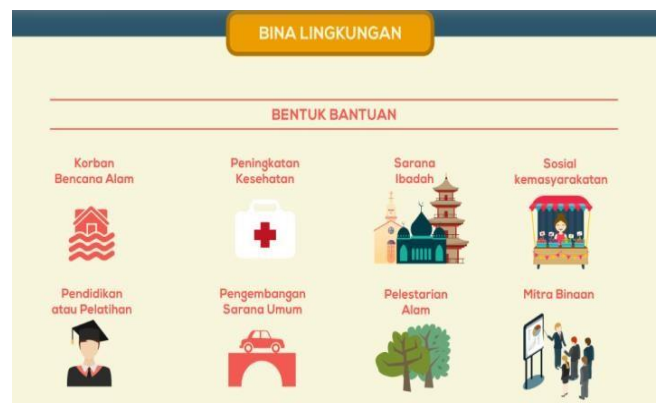 BINA LINGKUNGAN
BENTUK BANTUAN
Korban
Bencana Alam
Peningkatan
Kesehatan
Sarana
Ibadah
Sosial
kemasyarakatan
Pendidikan
atau Pelatihan
Pengembangan
Sarana Umum
Pelestarian
Alam
Mitra Binaan